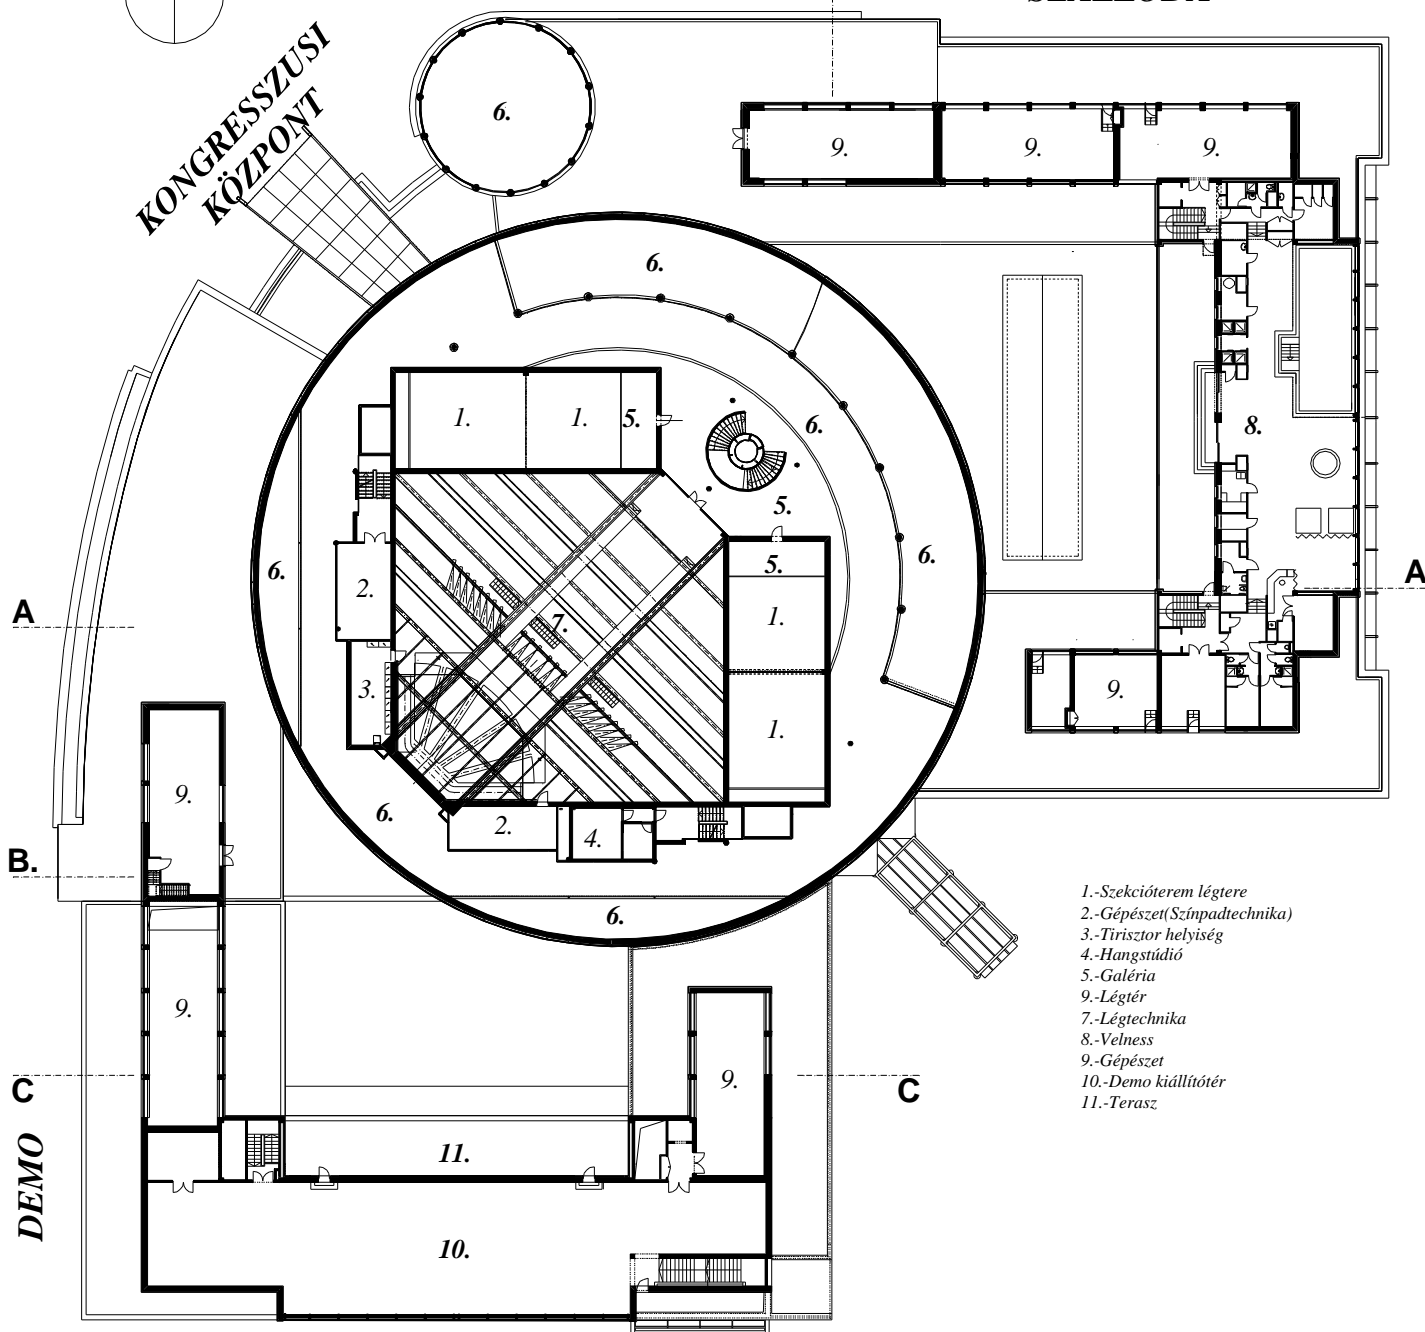 KONGRESSZUSI
KÖZPONT
6.
9.
9.
9.
6.
1.
1.
5.
6.
8.
5.
6.
6.
2.
5.
A
A
7.
1.
3.
9.
1.
9.
6.
2.
4.
B.
6.
1.-Szekcióterem légtere
2.-Gépészet(Színpadtechnika)
3.-Tirisztor helyiség
4.-Hangstúdió
5.-Galéria
9.-Légtér
7.-Légtechnika
8.-Velness
9.-Gépészet
10.-Demo kiállítótér
11.-Terasz
9.
9.
C
C
11.
DEMO
10.